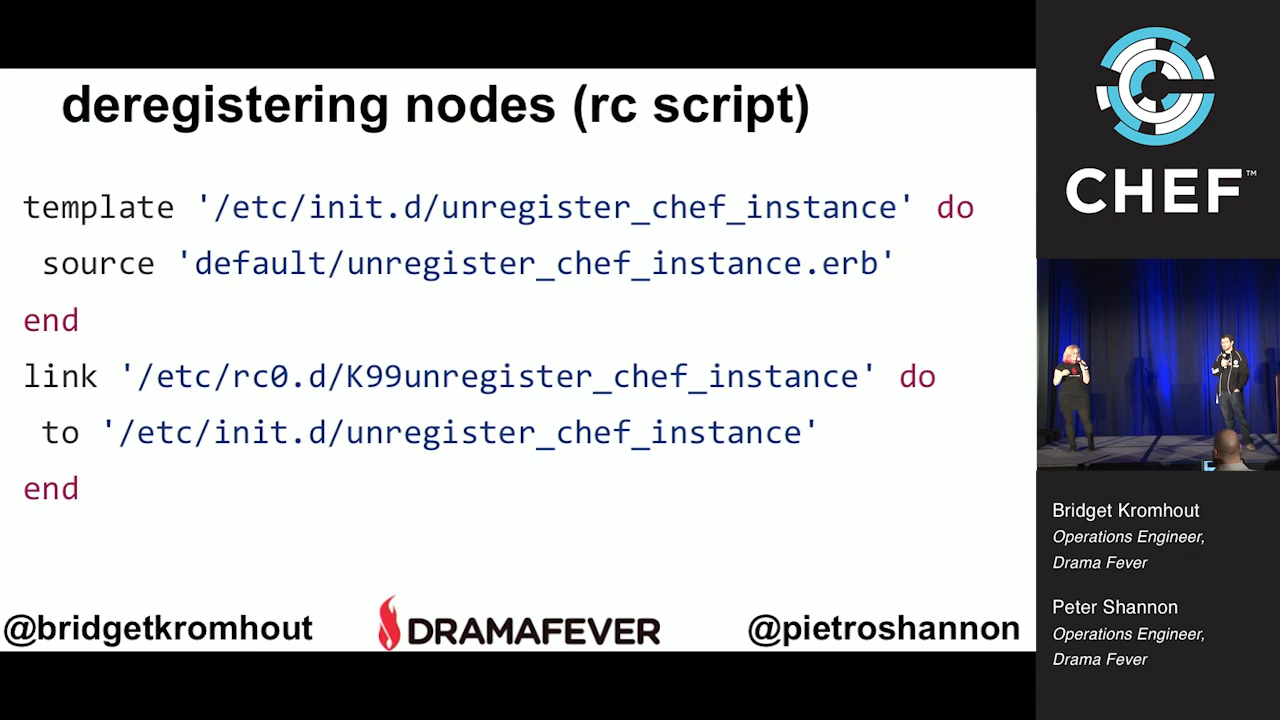 deregistering nodes (rc script)
template '/etc/init.d/unregister_chef_instance' do
source 'default/unregister_chef_instance.erb'
end
link '/etc/rc0.d/K99unregister_chef_instance' do
to '/etc/init.d/unregister_chef_instance'
end
@bridgetkromhout
DRAMAFEVER
@pietroshannon
CHEF™
Bridget Kromhout
Operations Engineer,
Drama Fever
Peter Shannon
Operations Engineer,
Drama Fever